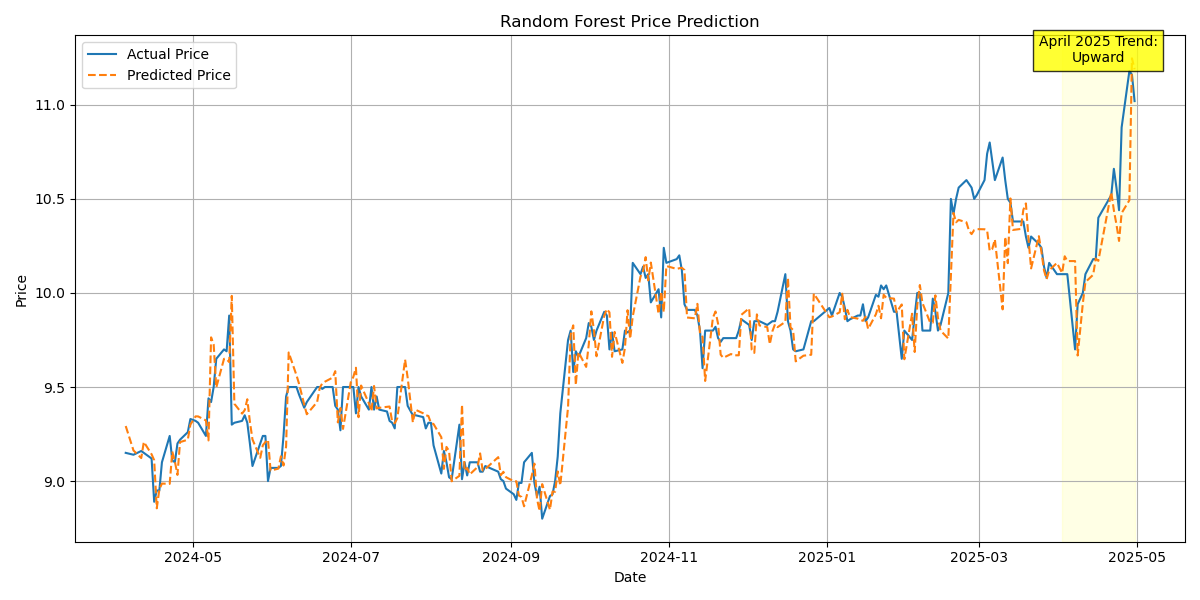 Random Forest Price Prediction
April 2025 Trend:
Upward
Actual Price
Predicted Price
Price
11.0
10.5
10.0
9.5
9.0
2024-05
2024-07
2024-09
2024-11
2025-01
2025-03
2025-05
Date